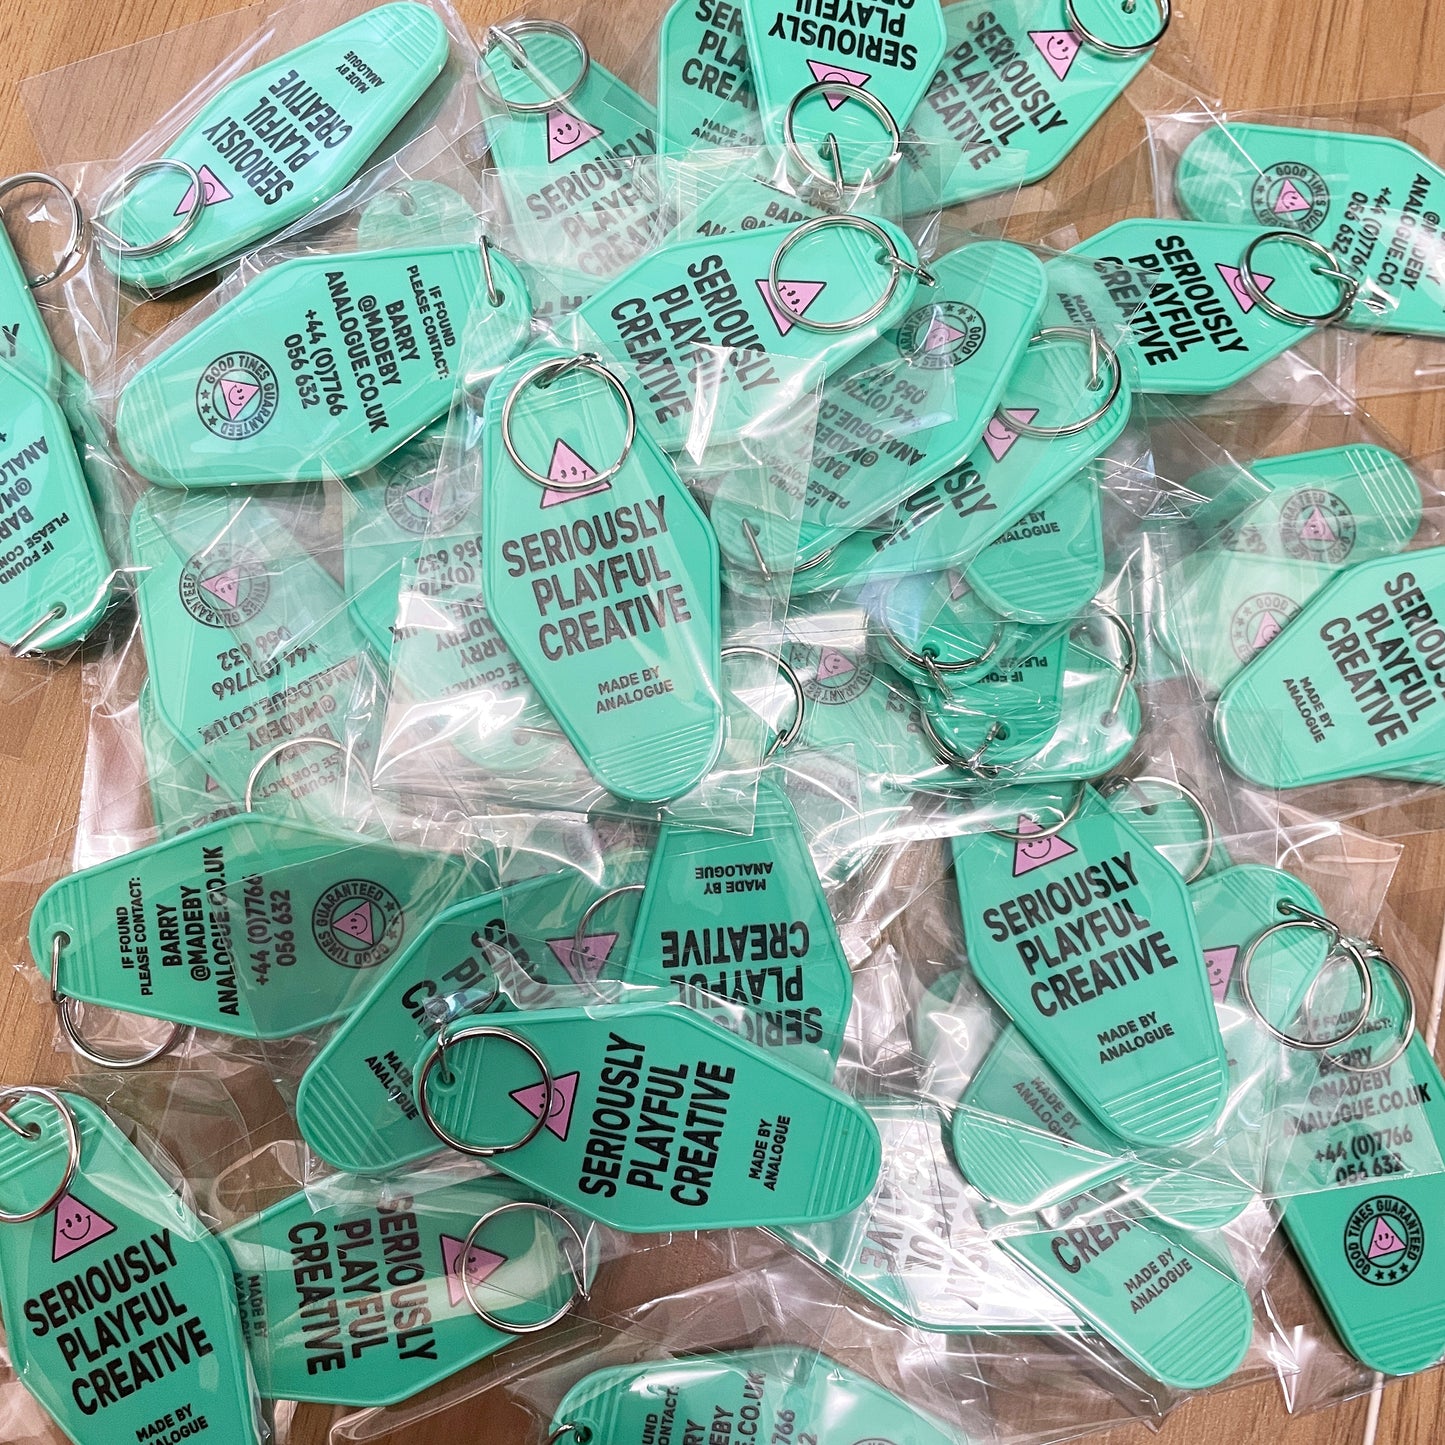 SERIOUSLY
PLAYFUL
CREATIVE
MADE BY
ANALOGUE
IF FOUND
PLEASE CONTACT:
BARRY
@MADEBY
ANALOGUE.CO.UK
+44 (0)7766
056 632
GOOD TIMES GUARANTEED